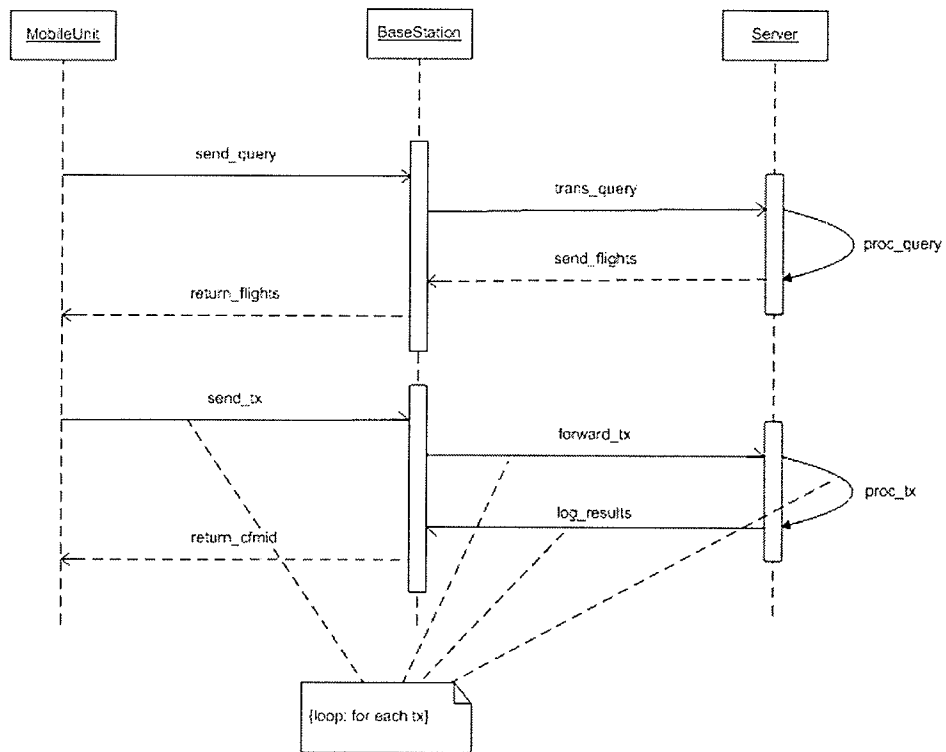 MobileUnit
BaseStation
Server
send_query
trans_query
proc_query
send_flights
return_flights
send_tx
forward_tx
proc_tx
log_results
return_cfmid
{loop: for each tx}